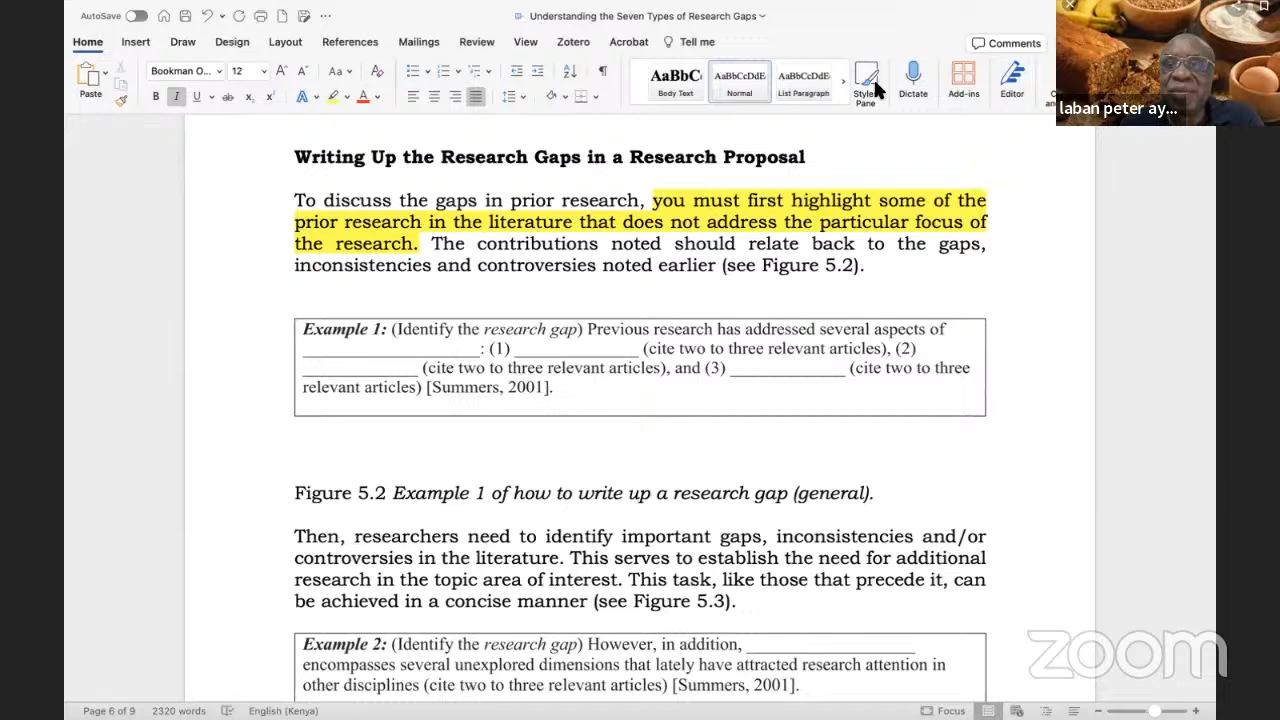 AutoSave
Understanding the Seven Types of Research Gaps
Home Insert Draw Design Layout References Mailings Review View Zotero Acrobat Tell me
Comments
Paste
Bookman O... 12
Aa
B I U ab x₂ x² A A
AaBbC AaBbCcDdE AaBbCcDdE
Body Text Normal List Paragraph
Styles Pane
Dictate
Add-ins
Editor
laban peter ay...
Writing Up the Research Gaps in a Research Proposal
To discuss the gaps in prior research, you must first highlight some of the
prior research in the literature that does not address the particular focus of
the research. The contributions noted should relate back to the gaps,
inconsistencies and controversies noted earlier (see Figure 5.2).
Example 1: (Identify the research gap) Previous research has addressed several aspects of
____________________: (1) ______________ (cite two to three relevant articles), (2)
_____________ (cite two to three relevant articles), and (3) _____________ (cite two to three
relevant articles) [Summers, 2001].
Figure 5.2 Example 1 of how to write up a research gap (general).
Then, researchers need to identify important gaps, inconsistencies and/or
controversies in the literature. This serves to establish the need for additional
research in the topic area of interest. This task, like those that precede it, can
be achieved in a concise manner (see Figure 5.3).
Example 2: (Identify the research gap) However, in addition, ___________________
encompasses several unexplored dimensions that lately have attracted research attention in
other disciplines (cite two to three relevant articles) [Summers, 2001].
zoom
Page 6 of 9 2320 words English (Kenya) Focus